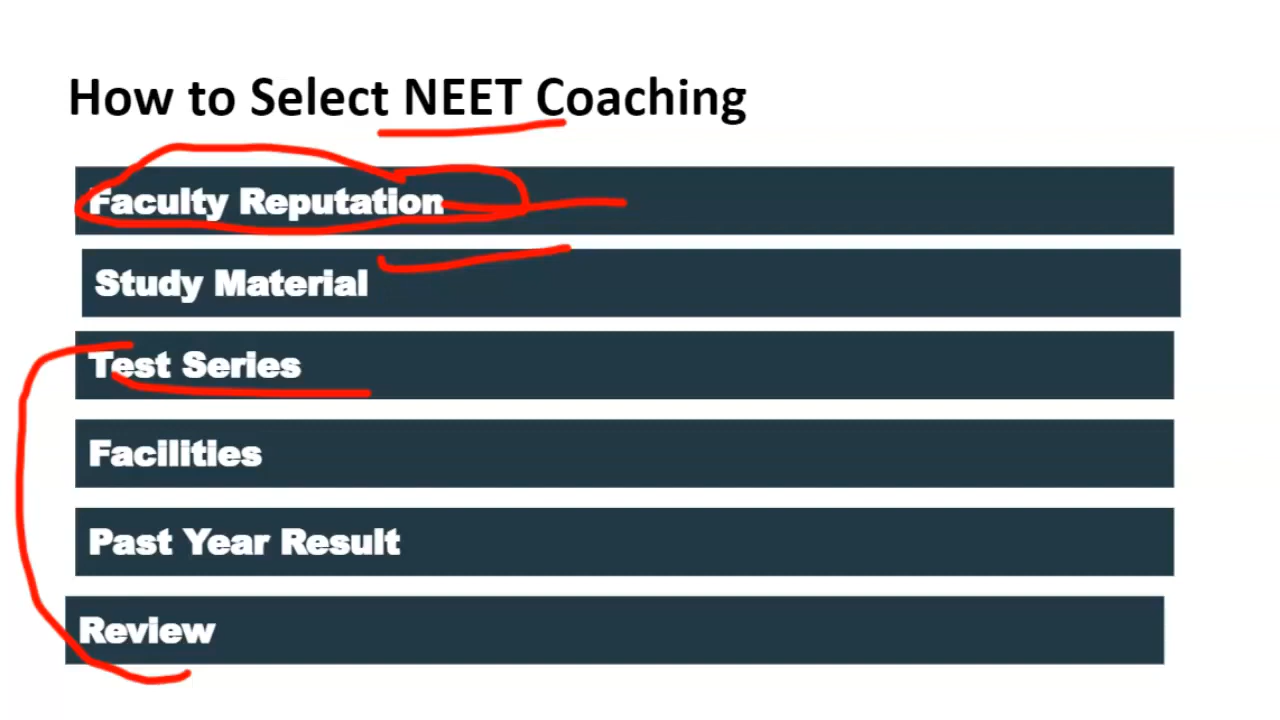 How to Select NEET Coaching
Faculty Reputation
Study Material
Test Series
Facilities
Past Year Result
Review